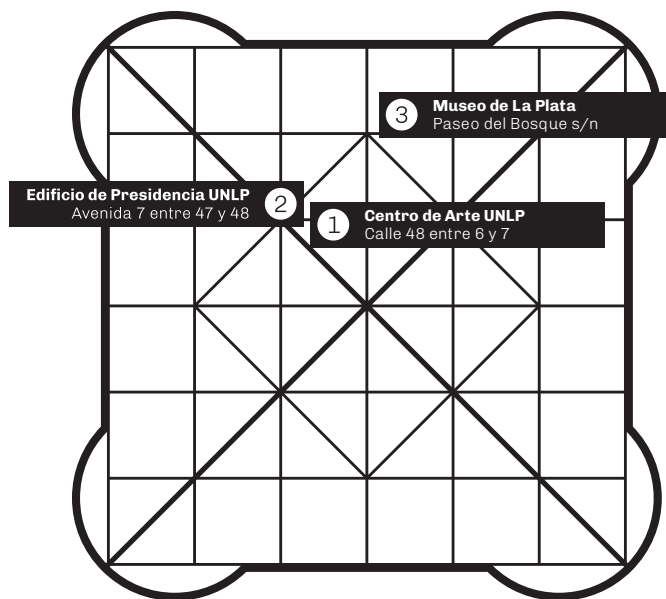 3
Museo de La Plata
Paseo del Bosque s/n
Edificio de Presidencia UNLP
Avenida 7 entre 47 y 48
2
1
Centro de Arte UNLP
Calle 48 entre 6 y 7